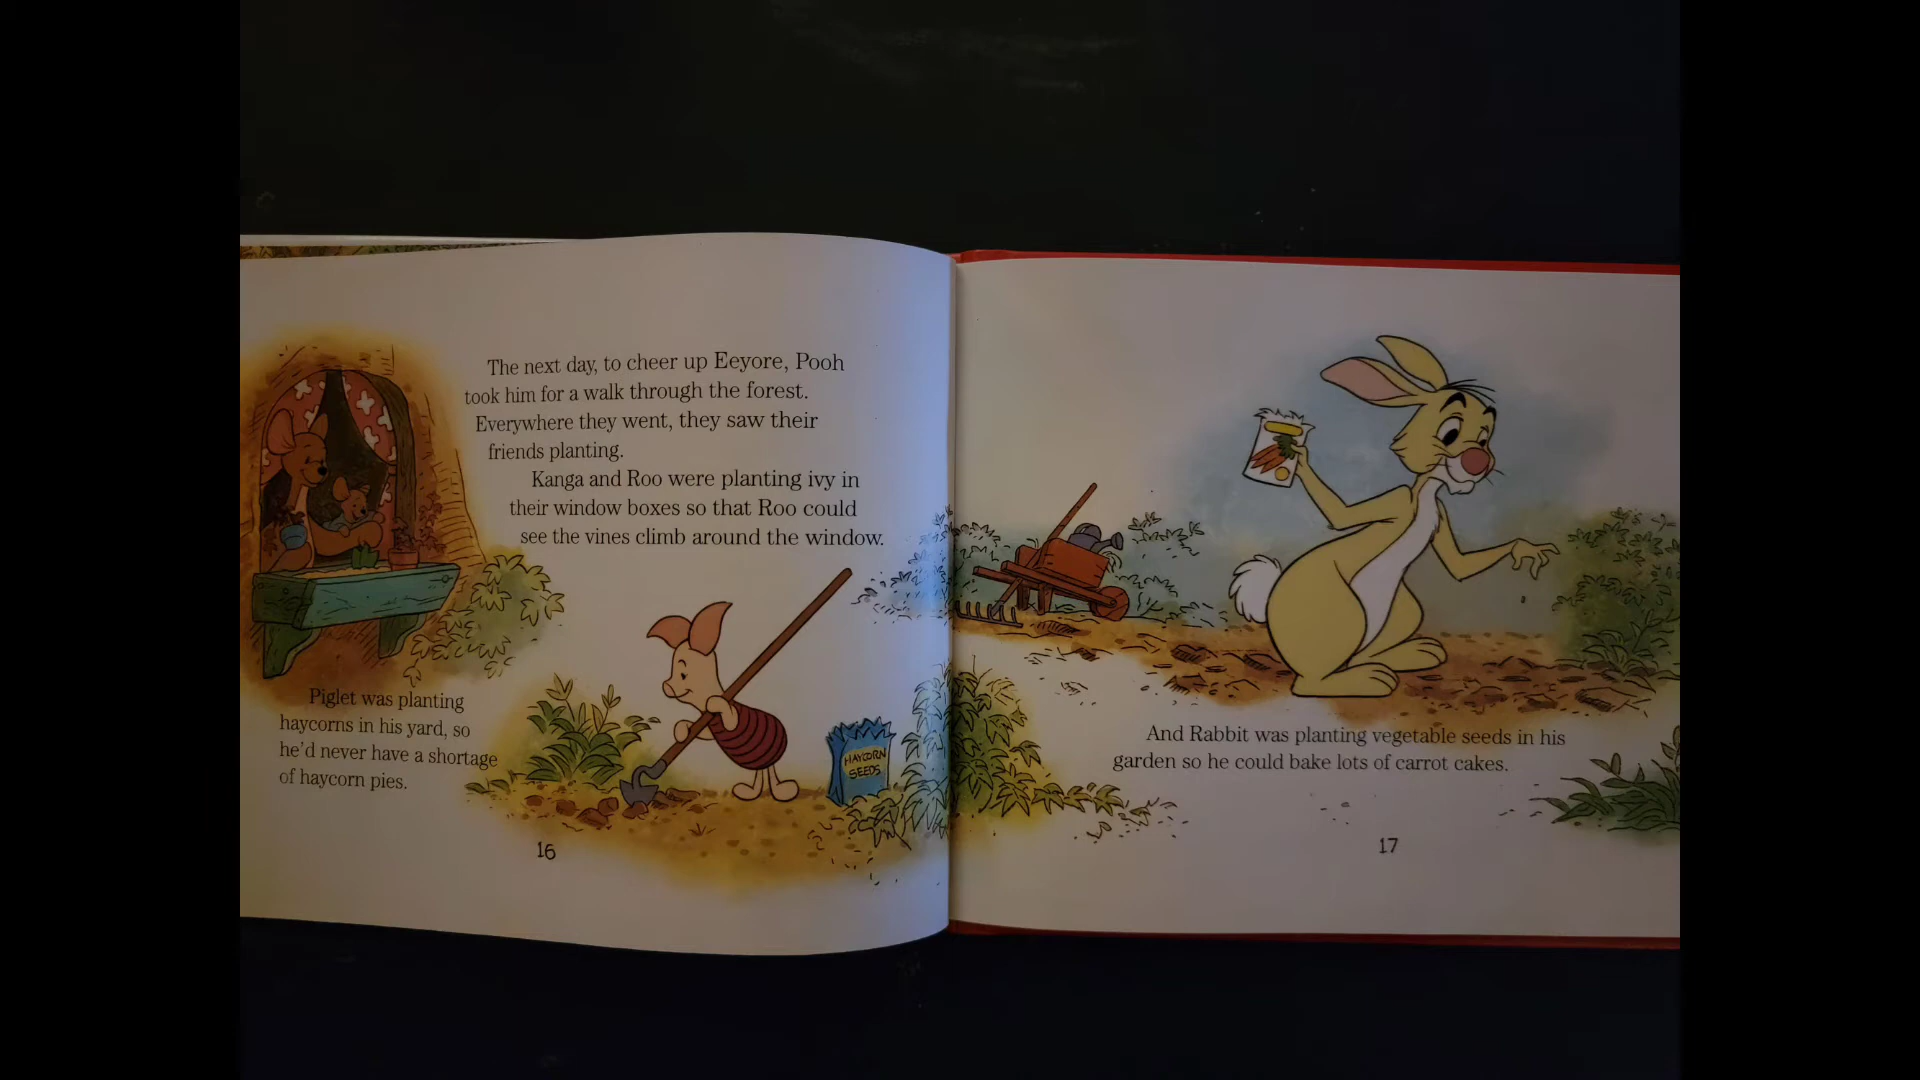 The next day, to cheer up Eeyore, Pooh
took him for a walk through the forest.
Everywhere they went, they saw their
friends planting.
Kanga and Roo were planting ivy in
their window boxes so that Roo could
see the vines climb around the window.
Piglet was planting
haycorns in his yard, so
he'd never have a shortage
of haycorn pies.
HAYCORN
SEEDS
16
And Rabbit was planting vegetable seeds in his
garden so he could bake lots of carrot cakes.
17